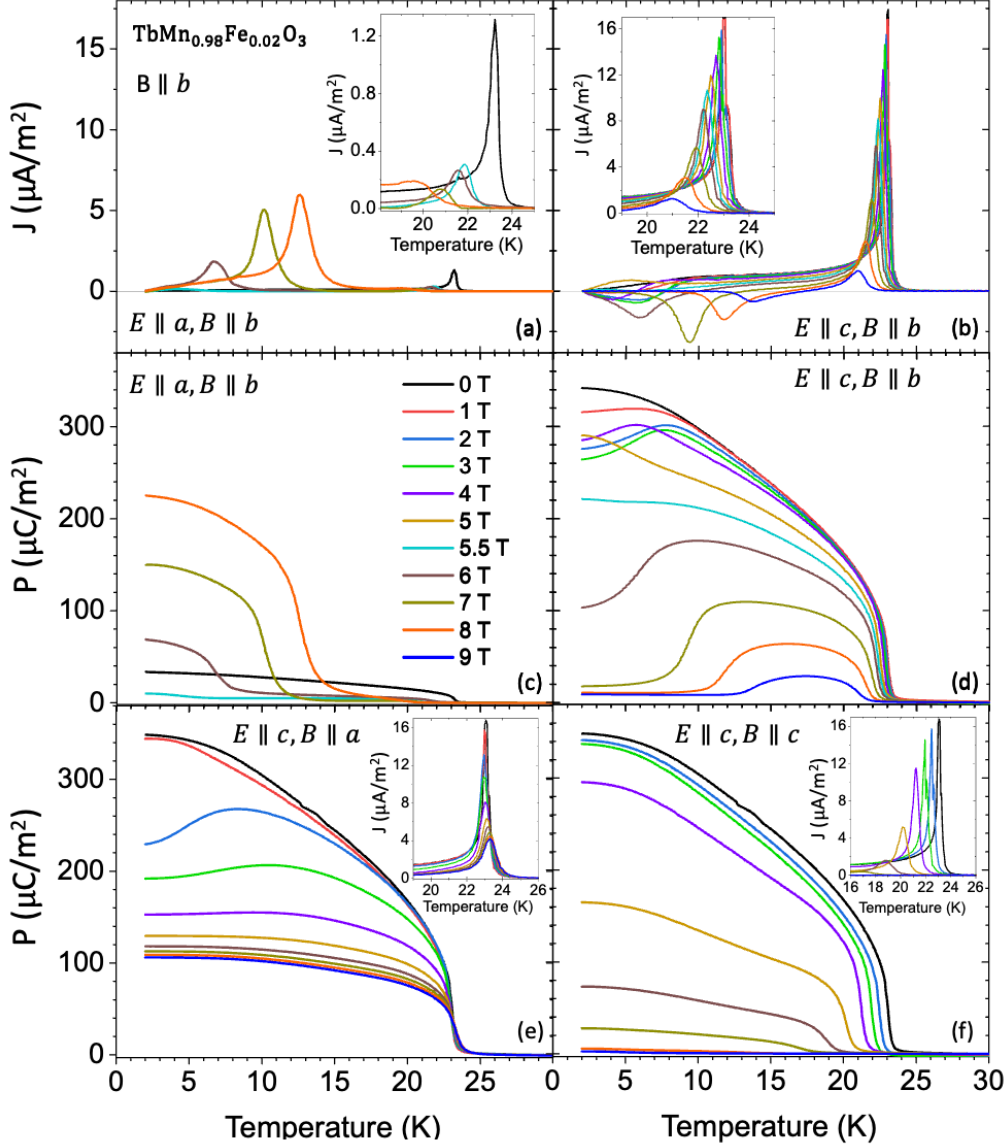 TbMn0.98Fe0.02O3
B ∥ b
J (µA/m²)
15
10
5
0
1.2
0.8
0.4
0.0
J (µA/m²)
20 22 24
Temperature (K)
E ∥ a, B ∥ b
(a)
16
12
8
4
0
J (µA/m²)
19 20 21 22 23 24 25
Temperature (K)
E ∥ c, B ∥ b
(b)
P (µC/m²)
300
200
100
0
E ∥ a, B ∥ b
0 T
1 T
2 T
3 T
4 T
5 T
5.5 T
6 T
7 T
8 T
9 T
(c)
E ∥ c, B ∥ b
(d)
P (µC/m²)
300
200
100
0
E ∥ c, B ∥ a
16
12
8
4
0
J (µA/m²)
20 22 24 26
Temperature (K)
(e)
0 5 10 15 20 25
Temperature (K)
E ∥ c, B ∥ c
16
12
8
4
0
J (µA/m²)
16 18 20 22 24 26
Temperature (K)
(f)
0 5 10 15 20 25 30
Temperature (K)